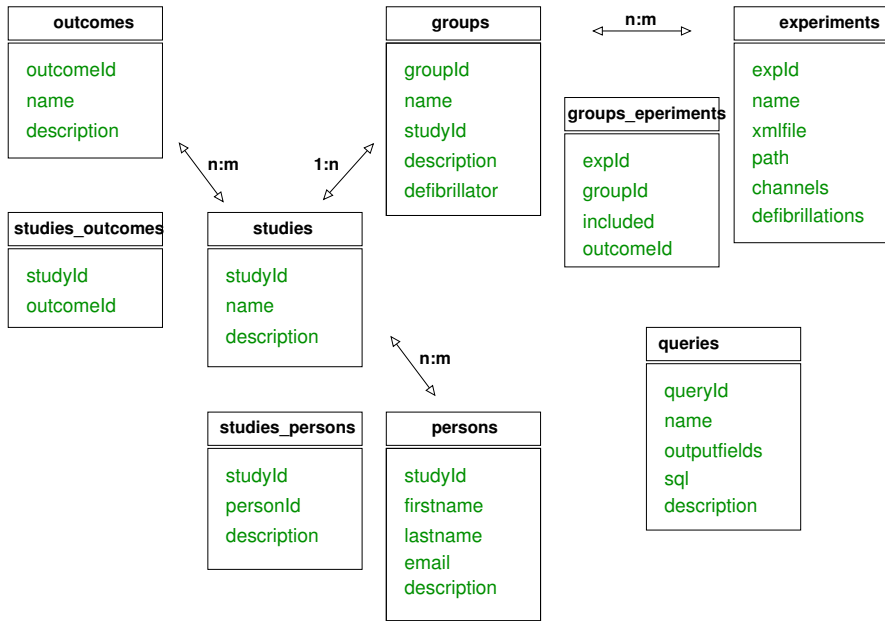 outcomes
outcomeId
name
description
groups
groupId
name
studyId
description
defibrillator
n:m
experiments
expId
name
xmlfile
path
channels
defibrillations
groups_eperiments
expId
groupId
included
outcomeId
n:m
1:n
studies_outcomes
studyId
outcomeId
studies
studyId
name
description
n:m
queries
queryId
name
outputfields
sql
description
studies_persons
studyId
personId
description
persons
studyId
firstname
lastname
email
description